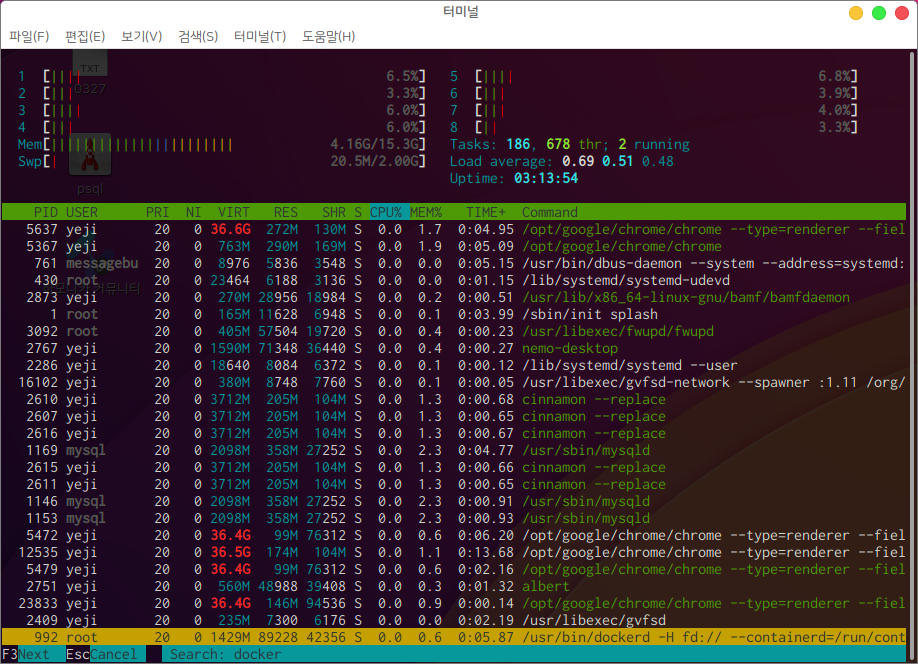 터미널
파일(F) 편집(E) 보기(V) 검색(S) 터미널(T) 도움말(H)
TXT
0327
psql
1 [|||| 6.5%] 5 [|||| 6.8%]
2 [||| 3.3%] 6 [||| 3.9%]
3 [|||| 6.0%] 7 [||| 4.0%]
4 [||| 6.0%] 8 [|| 3.3%]
Mem[||||||||||||||||||||||| 4.16G/15.3G] Tasks: 186, 678 thr; 2 running
Swp[| 20.5M/2.00G] Load average: 0.69 0.51 0.48
Uptime: 03:13:54
PID USER PRI NI VIRT RES SHR S CPU% MEM% TIME+ Command
5637 yeji 20 0 36.6G 272M 130M S 0.0 1.7 0:04.95 /opt/google/chrome/chrome --type=renderer --fiel
5367 yeji 20 0 763M 290M 169M S 0.0 1.9 0:05.09 /opt/google/chrome/chrome
761 messagebu 20 0 8976 5836 3548 S 0.0 0.0 0:05.15 /usr/bin/dbus-daemon --system --address=systemd:
430 root 20 0 23464 6188 3136 S 0.0 0.0 0:01.15 /lib/systemd/systemd-udevd
2873 yeji 20 0 270M 28956 18984 S 0.0 0.2 0:00.51 /usr/lib/x86_64-linux-gnu/bamf/bamfdaemon
1 root 20 0 165M 11628 6948 S 0.0 0.1 0:03.99 /sbin/init splash
3092 root 20 0 405M 57504 19720 S 0.0 0.4 0:00.23 /usr/libexec/fwupd/fwupd
2767 yeji 20 0 1590M 71348 36440 S 0.0 0.4 0:00.27 nemo-desktop
2286 yeji 20 0 18640 8084 6372 S 0.0 0.1 0:00.12 /lib/systemd/systemd --user
16102 yeji 20 0 380M 8748 7760 S 0.0 0.1 0:00.05 /usr/libexec/gvfsd-network --spawner :1.11 /org/
2610 yeji 20 0 3712M 205M 104M S 0.0 1.3 0:00.68 cinnamon --replace
2607 yeji 20 0 3712M 205M 104M S 0.0 1.3 0:00.65 cinnamon --replace
2616 yeji 20 0 3712M 205M 104M S 0.0 1.3 0:00.67 cinnamon --replace
1169 mysql 20 0 2098M 358M 27252 S 0.0 2.3 0:04.77 /usr/sbin/mysqld
2615 yeji 20 0 3712M 205M 104M S 0.0 1.3 0:00.66 cinnamon --replace
2611 yeji 20 0 3712M 205M 104M S 0.0 1.3 0:00.65 cinnamon --replace
1146 mysql 20 0 2098M 358M 27252 S 0.0 2.3 0:00.91 /usr/sbin/mysqld
1153 mysql 20 0 2098M 358M 27252 S 0.0 2.3 0:00.93 /usr/sbin/mysqld
5472 yeji 20 0 36.4G 99M 76312 S 0.0 0.6 0:06.20 /opt/google/chrome/chrome --type=renderer --fiel
12535 yeji 20 0 36.5G 174M 104M S 0.0 1.1 0:13.68 /opt/google/chrome/chrome --type=renderer --fiel
5479 yeji 20 0 36.4G 99M 76312 S 0.0 0.6 0:02.16 /opt/google/chrome/chrome --type=renderer --fiel
2751 yeji 20 0 560M 48988 39408 S 0.0 0.3 0:01.32 albert
23833 yeji 20 0 36.4G 146M 94536 S 0.0 0.9 0:00.14 /opt/google/chrome/chrome --type=renderer --fiel
2409 yeji 20 0 235M 7300 6176 S 0.0 0.0 0:01.19 /usr/libexec/gvfsd
992 root 20 0 1429M 89228 42356 S 0.0 0.6 0:05.87 /usr/bin/dockerd -H fd:// --containerd=/run/cont
F3Next EscCancel Search: docker